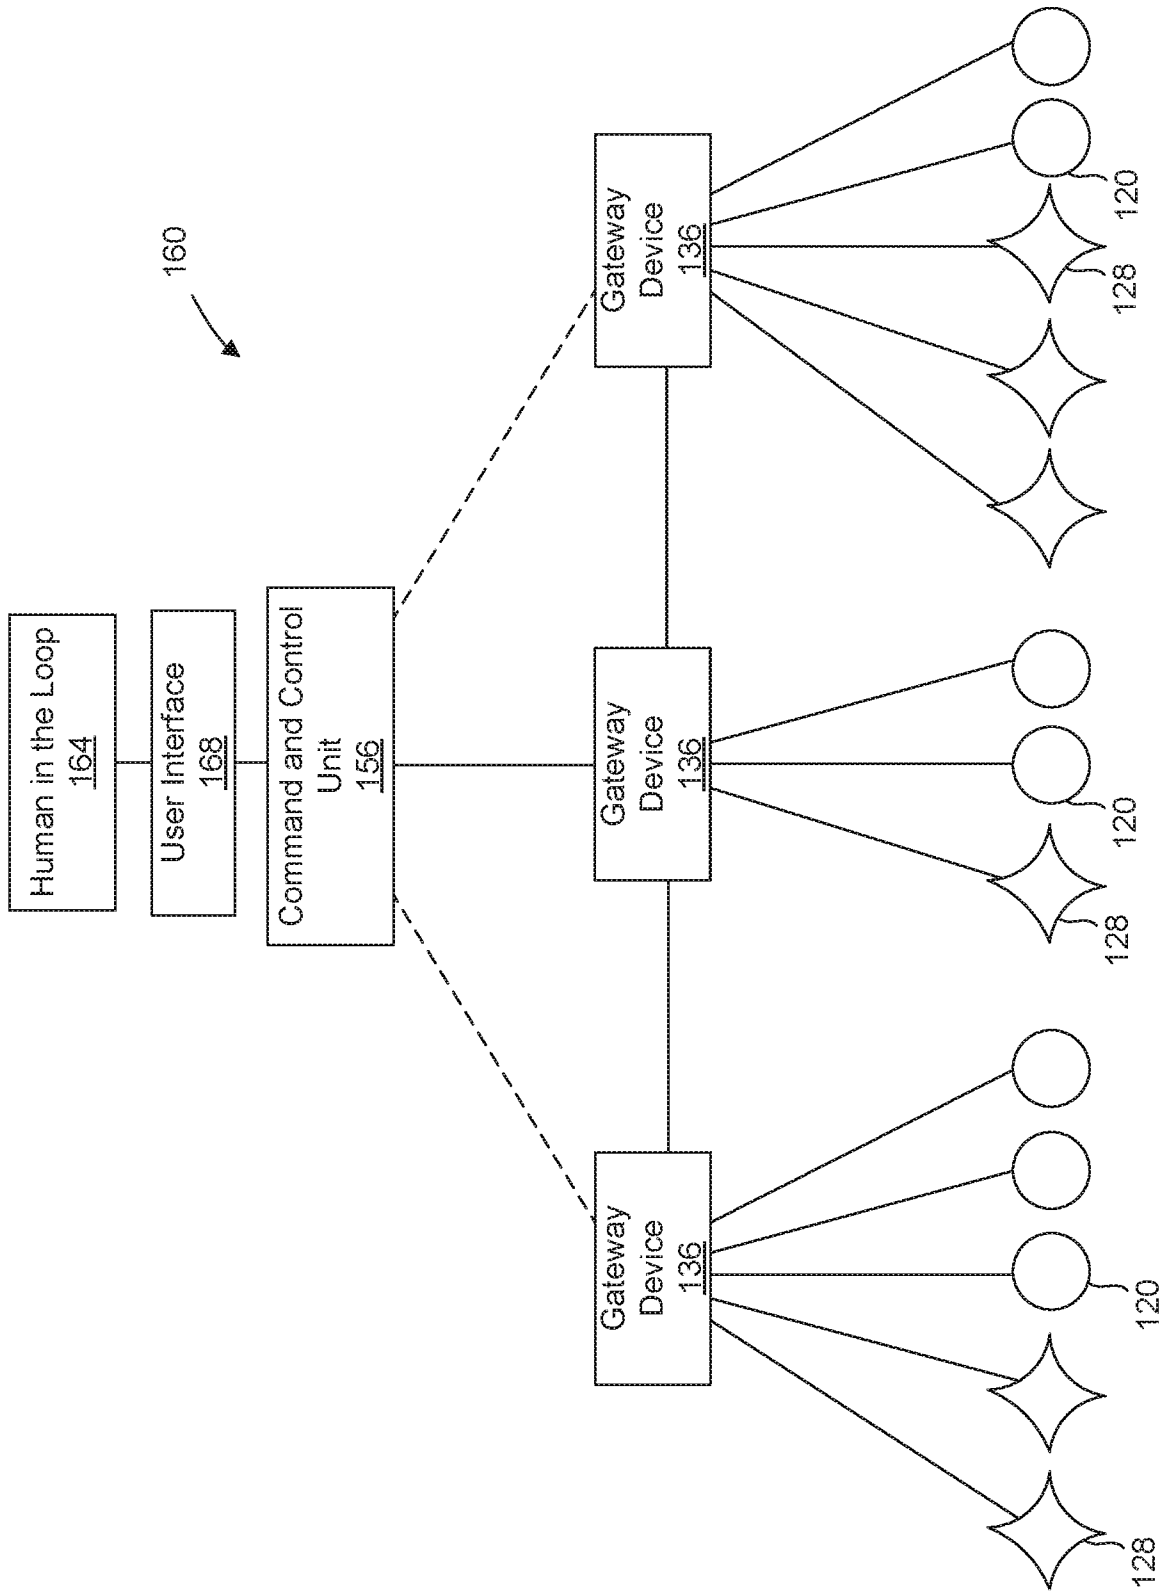 Human in the Loop
164
User Interface
168
Command and Control
Unit
156
160
Gateway
Device
136
Gateway
Device
136
Gateway
Device
136
128
120
128
120
128
120